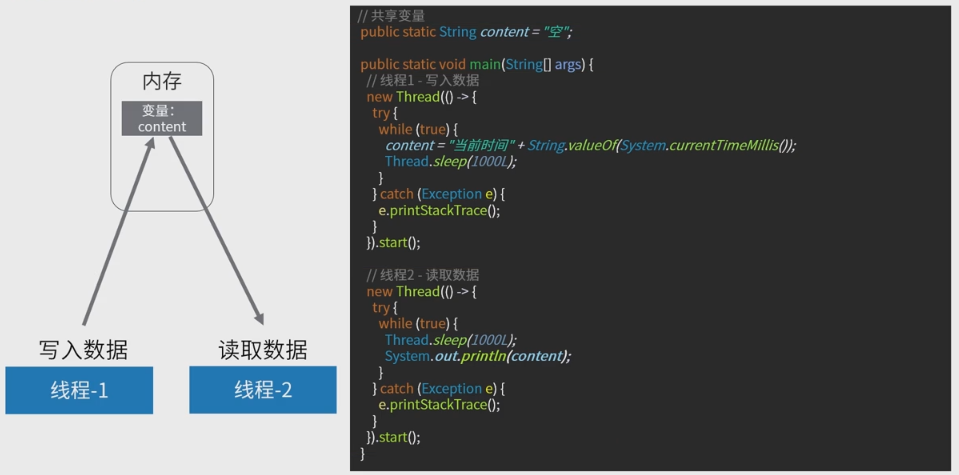 内存
变量：
content
写入数据
读取数据
线程-1
线程-2
// 共享变量
public static String content = "空";
public static void main(String[] args) {
// 线程1 - 写入数据
new Thread(() -> {
try {
while (true) {
content = "当前时间" + String.valueOf(System.currentTimeMillis());
Thread.sleep(1000L);
}
} catch (Exception e) {
e.printStackTrace();
}
}).start();
// 线程2 - 读取数据
new Thread(() -> {
try {
while (true) {
Thread.sleep(1000L);
System.out.println(content);
}
} catch (Exception e) {
e.printStackTrace();
}
}).start();
}